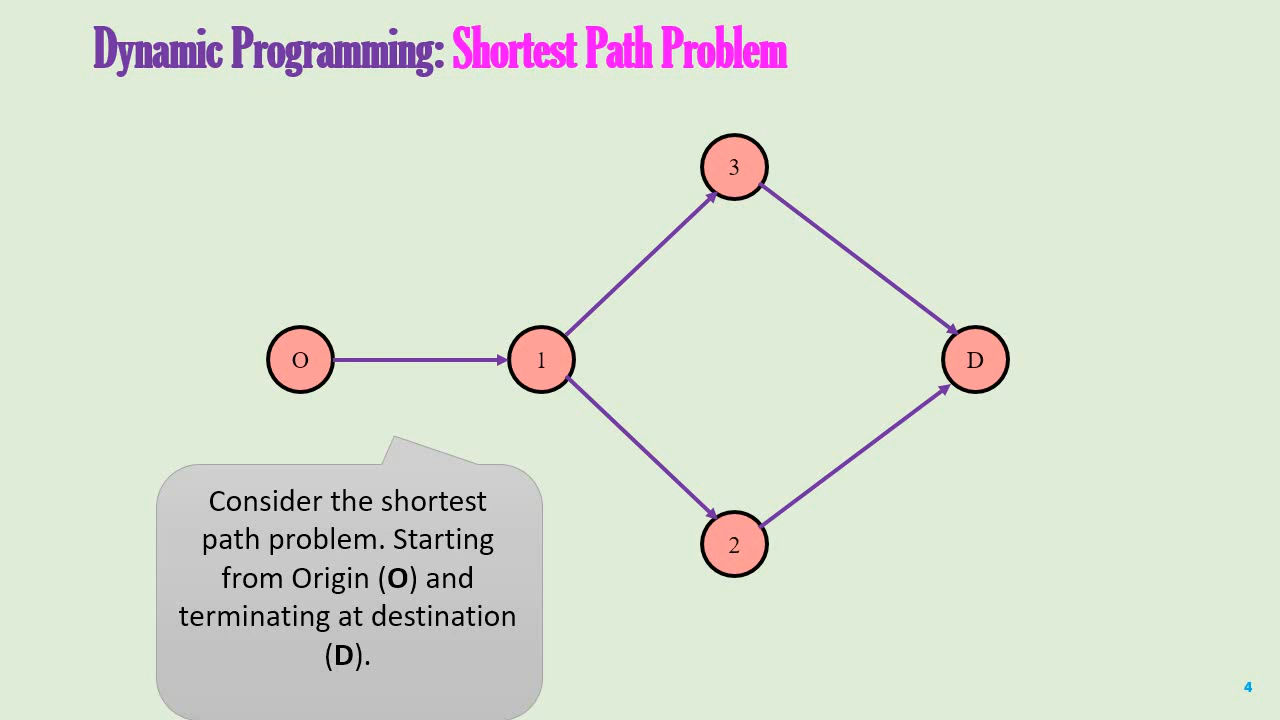 Dynamic Programming: Shortest Path Problem
3
O
1
D
2
Consider the shortest
path problem. Starting
from Origin (O) and
terminating at destination
(D).
4